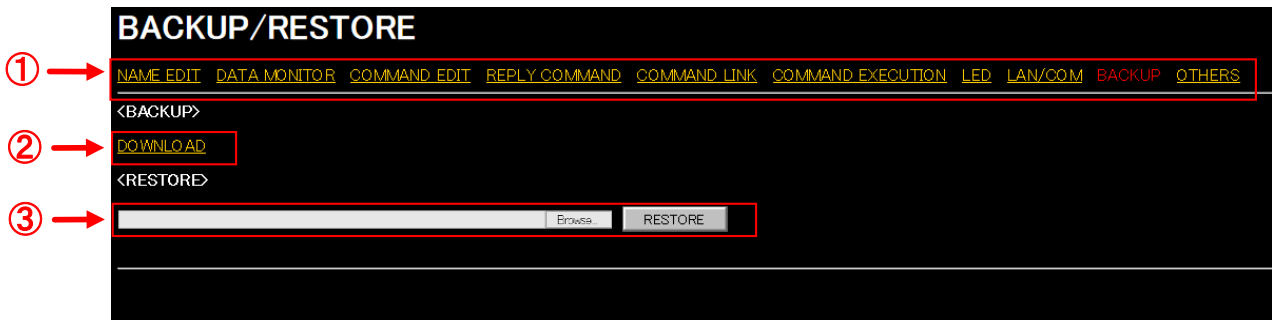 BACKUP/RESTORE
① NAME EDIT DATA MONITOR COMMAND EDIT REPLY COMMAND COMMAND LINK COMMAND EXECUTION LED LAN/COM BACKUP OTHERS
<BACKUP>
② DOWNLOAD
<RESTORE>
③ Browse... RESTORE